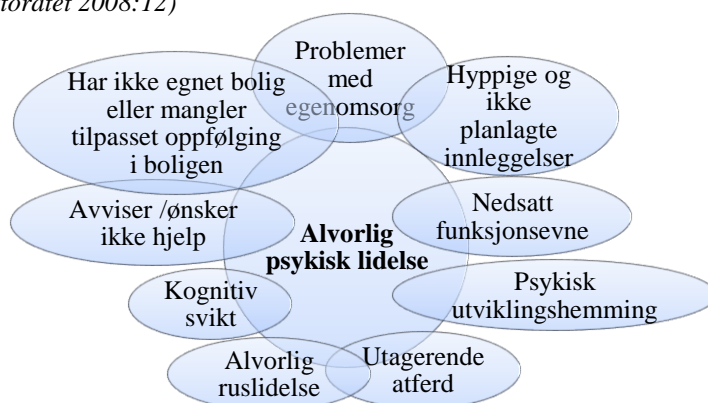 2008:12)
Problemer
med
egenomsorg
Har ikke egnet bolig
eller mangler
tilpasset oppfølging
i boligen
Hyppige og
ikke
planlagte
innleggelser
Avviser /ønsker
ikke hjelp
Nedsatt
funksjonsevne
Alvorlig
psykisk lidelse
Kognitiv
svikt
Psykisk
utviklingshemming
Alvorlig
ruslidelse
Utagerende
atferd